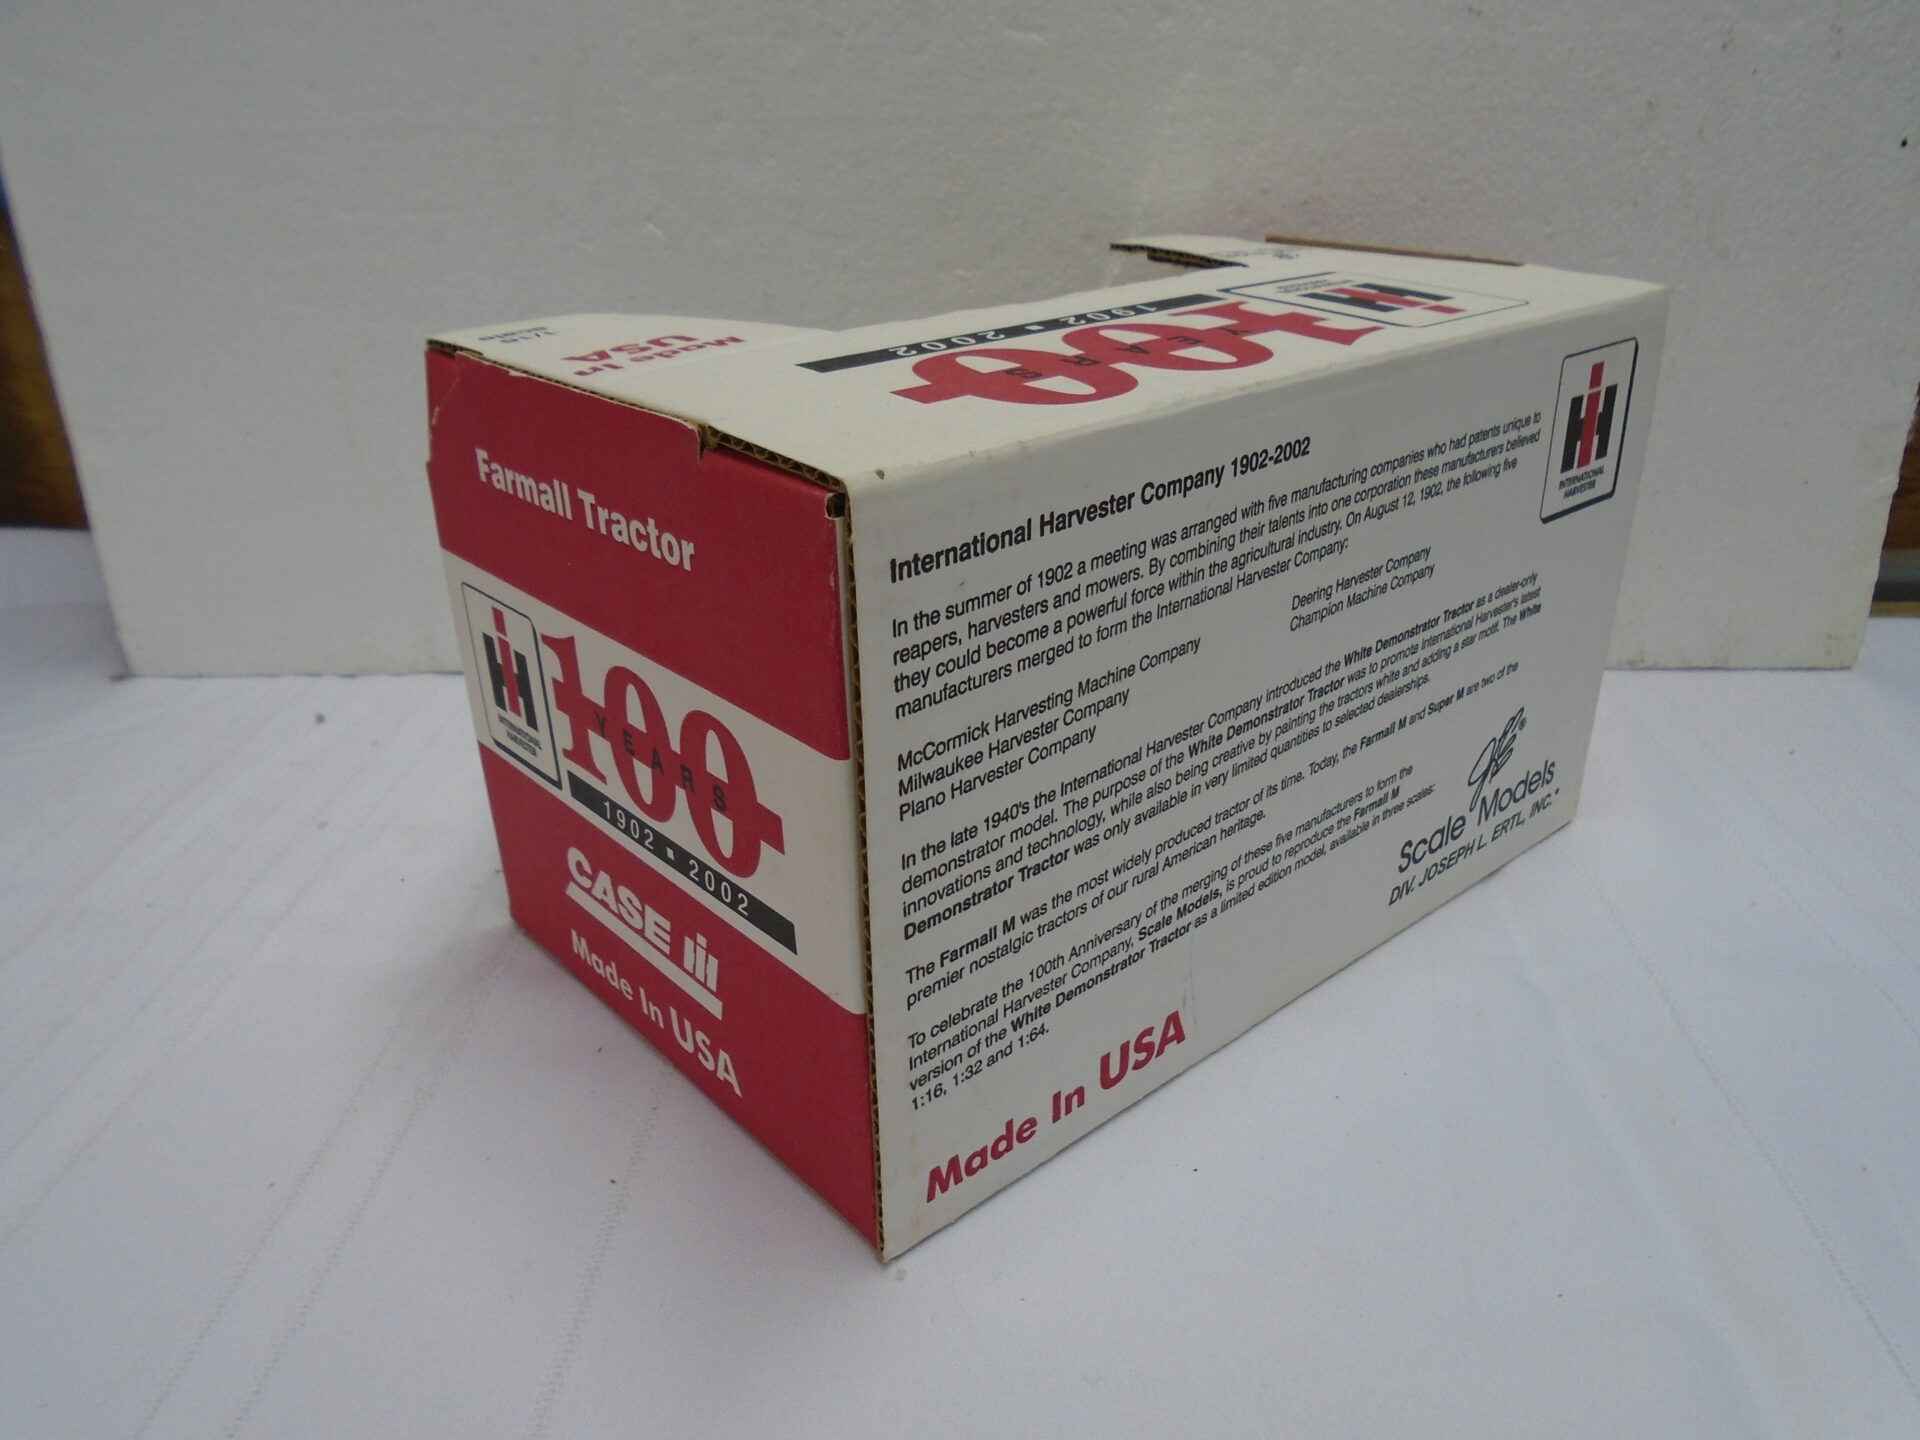 1/16
Scale
Made In
USA
1902 ▪ 2002
100
YEARS
IH
INTERNATIONAL
HARVESTER
Farmall Tractor
IH
INTERNATIONAL
HARVESTER
100
YEARS
1902 ▪ 2002
CASE IH
Made In USA
International Harvester Company 1902-2002
In the summer of 1902 a meeting was arranged with five manufacturing companies who had patents unique to
reapers, harvesters and mowers. By combining their talents into one corporation these manufacturers believed
they could become a powerful force within the agricultural industry. On August 12, 1902, the following five
manufacturers merged to form the International Harvester Company:
McCormick Harvesting Machine Company
Milwaukee Harvester Company
Plano Harvester Company
Deering Harvester Company
Champion Machine Company
In the late 1940's the International Harvester Company introduced the White Demonstrator Tractor as a dealer-only
demonstrator model. The purpose of the White Demonstrator Tractor was to promote International Harvester's latest
innovations and technology, while also being creative by painting the tractors white and adding a star motif. The White
Demonstrator Tractor was only available in very limited quantities to selected dealerships.
The Farmall M was the most widely produced tractor of its time. Today, the Farmall M and Super M are two of the
premier nostalgic tractors of our rural American heritage.
To celebrate the 100th Anniversary of the merging of these five manufacturers to form the
International Harvester Company, Scale Models, is proud to reproduce the Farmall M
version of the White Demonstrator Tractor as a limited edition model, available in three scales:
1:16, 1:32 and 1:64.
Made In USA
IH
INTERNATIONAL
HARVESTER
®
Scale Models
DIV. JOSEPH L. ERTL, INC.